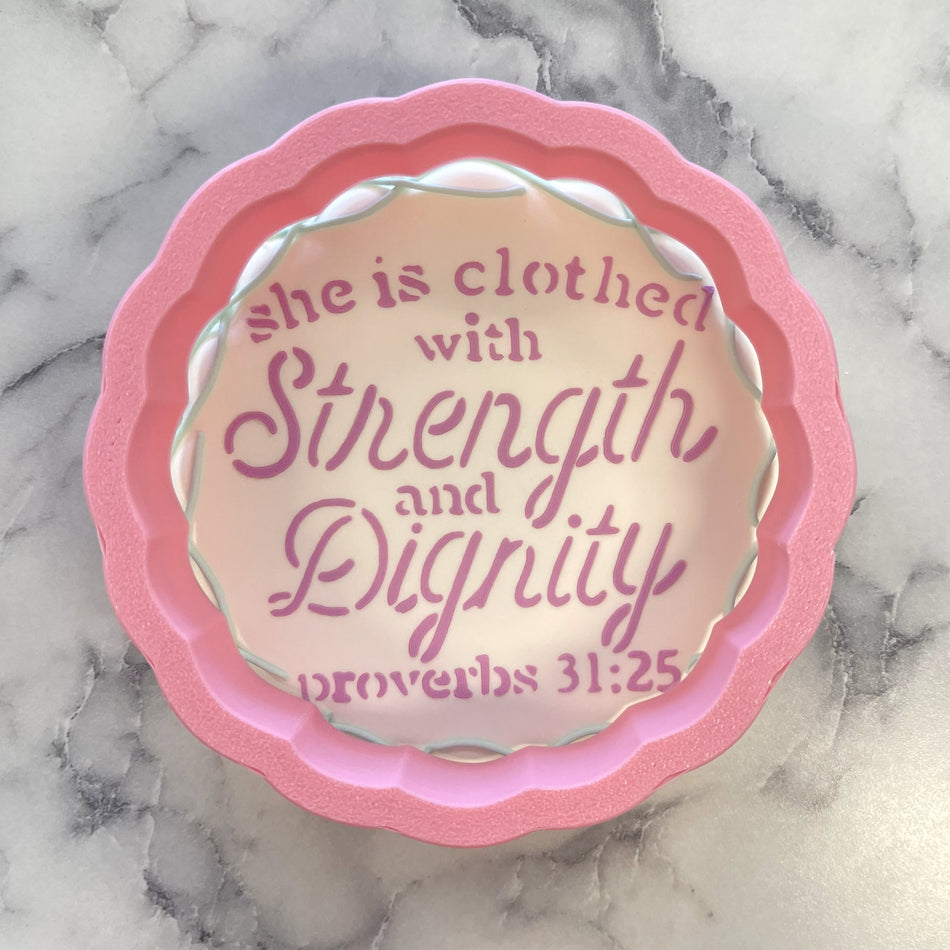 she is clothed
with
Strength
and
Dignity
proverbs 31:25